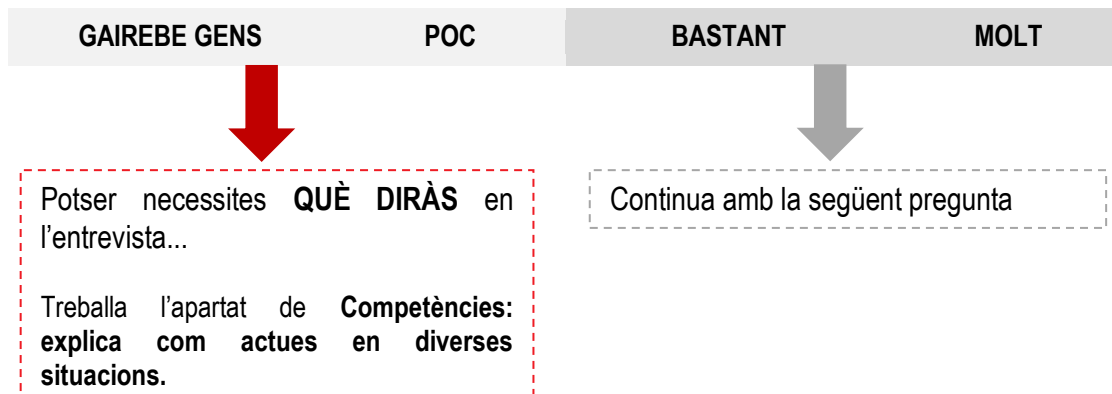 GAIREBE GENS POC BASTANT MOLT
Potser necessites QUÈ DIRÀS en
l’entrevista...
Treballa l’apartat de Competències:
explica com actues en diverses
situacions.
Continua amb la següent pregunta